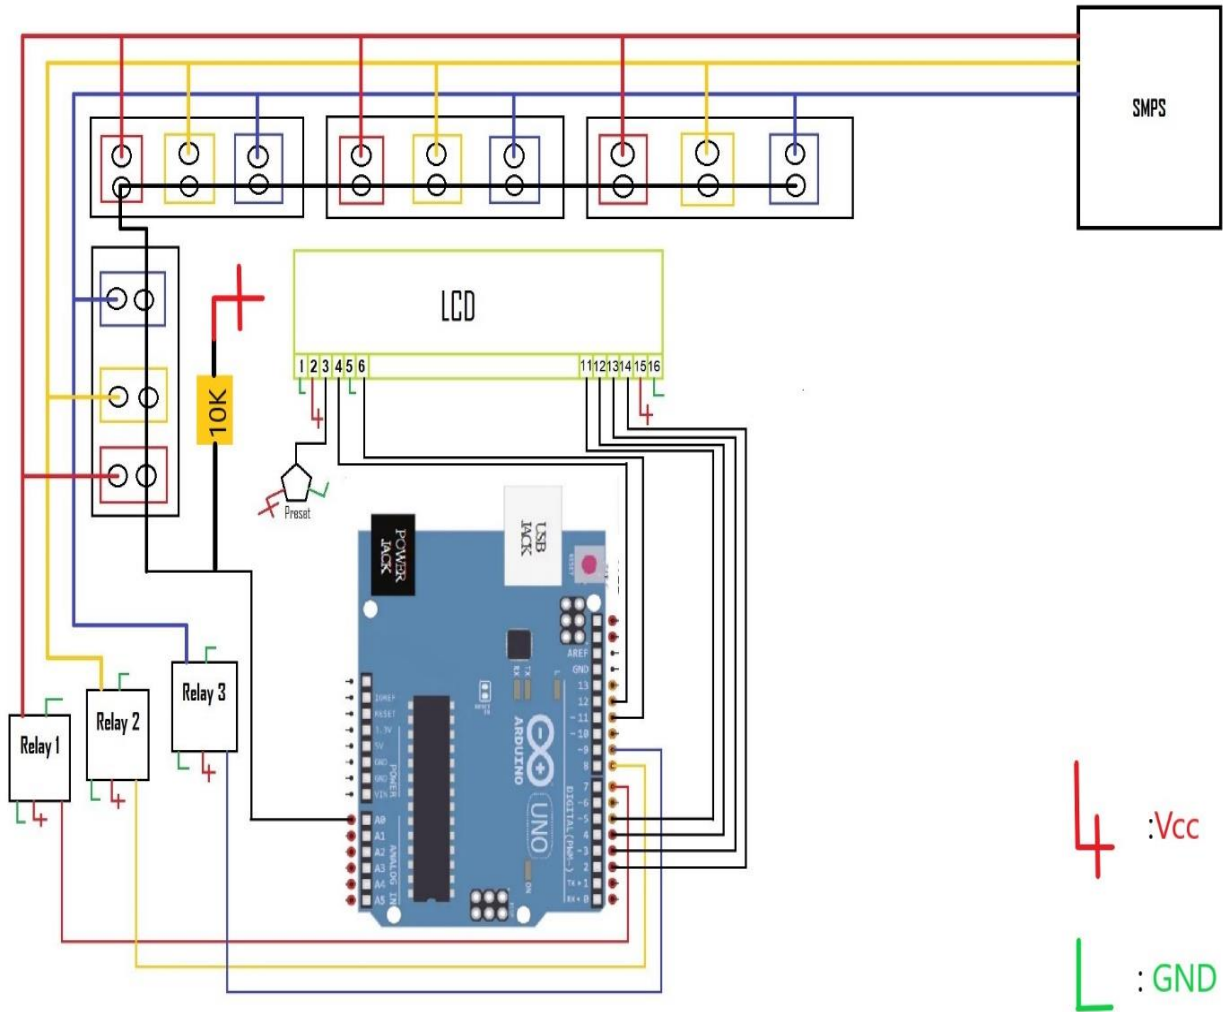 SMPS
LCD
1 2 3 4 5 6 11 12 13 14 15 16
10K
Preset
POWER
JACK
USB
JACK
RESET
AREF
GND
13
12
~11
~10
~9
8
7
~6
~5
4
~3
2
TX 1
RX 0
DIGITAL (PWM~)
IOREF
RESET
3.3V
5V
GND
GND
VIN
POWER
A0
A1
A2
A3
A4
A5
ANALOG IN
TX
RX
L
ARDUINO
UNO
ON
Relay 1
Relay 2
Relay 3
:Vcc
: GND